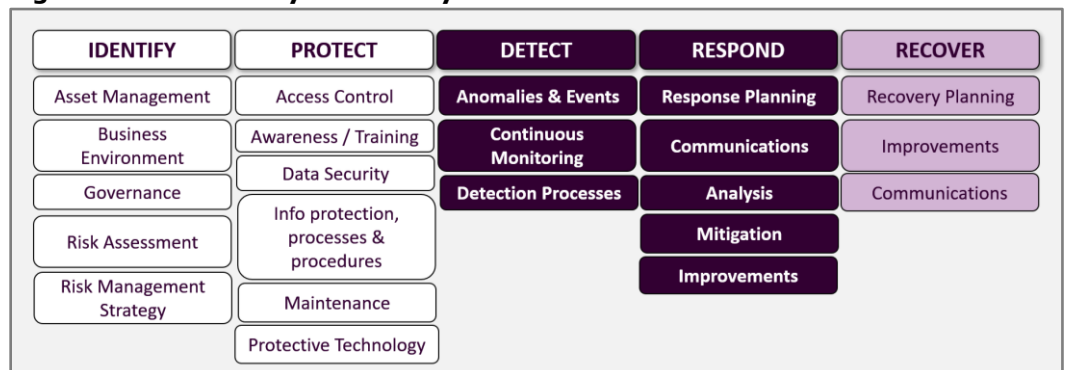 IDENTIFY
Asset Management
Business
Environment
Governance
Risk Assessment
Risk Management
Strategy
PROTECT
Access Control
Awareness / Training
Data Security
Info protection,
processes &
procedures
Maintenance
Protective Technology
DETECT
Anomalies & Events
Continuous
Monitoring
Detection Processes
RESPOND
Response Planning
Communications
Analysis
Mitigation
Improvements
RECOVER
Recovery Planning
Improvements
Communications